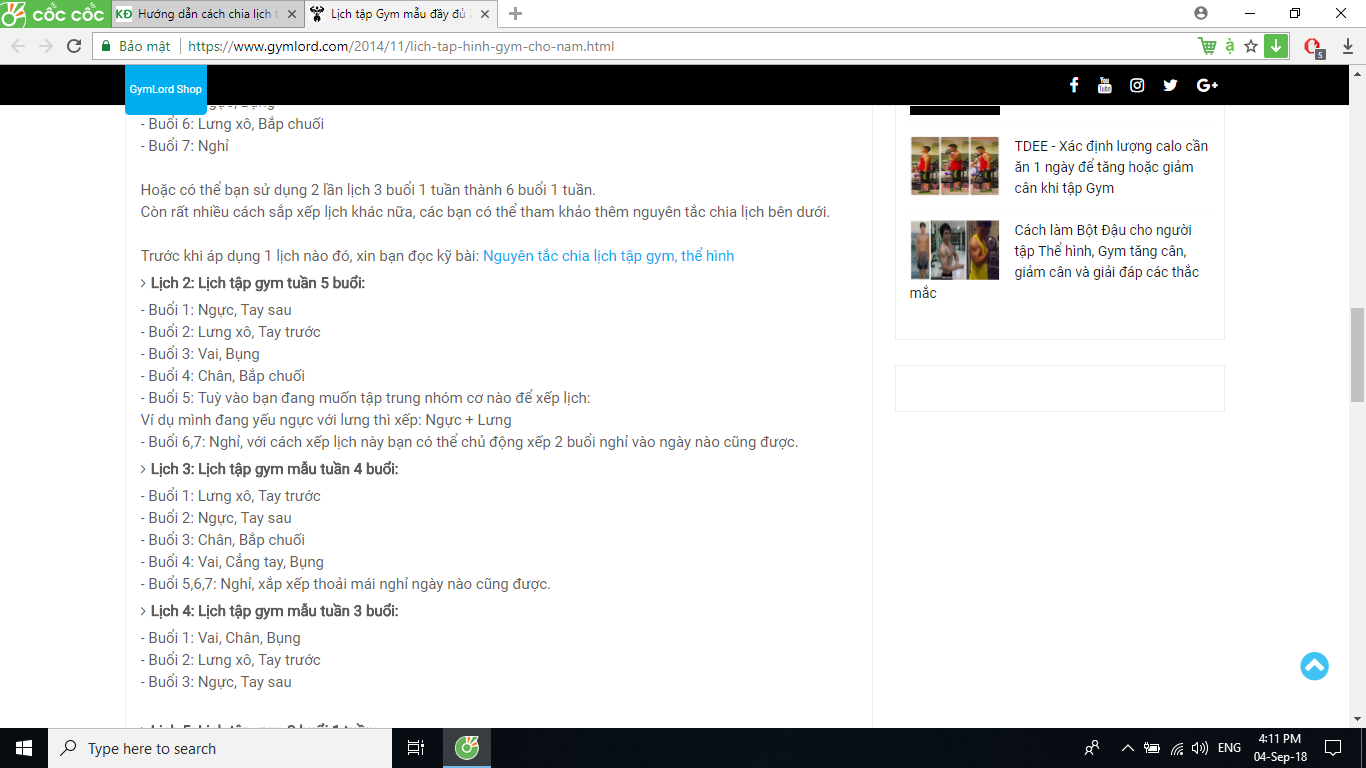 cốc cốc
Hướng dẫn cách chia lịch t
Lịch tập Gym mẫu đầy đủ
Bảo mật
https://www.gymlord.com/2014/11/lich-tap-hinh-gym-cho-nam.html
ạ
5
GymLord Shop
- Buổi 6: Lưng xô, Bắp chuối
- Buổi 7: Nghỉ
Hoặc có thể bạn sử dụng 2 lần lịch 3 buổi 1 tuần thành 6 buổi 1 tuần.
Còn rất nhiều cách sắp xếp lịch khác nữa, các bạn có thể tham khảo thêm nguyên tắc chia lịch bên dưới.
Trước khi áp dụng 1 lịch nào đó, xin bạn đọc kỹ bài: Nguyên tắc chia lịch tập gym, thể hình
Lịch 2: Lịch tập gym tuần 5 buổi:
- Buổi 1: Ngực, Tay sau
- Buổi 2: Lưng xô, Tay trước
- Buổi 3: Vai, Bụng
- Buổi 4: Chân, Bắp chuối
- Buổi 5: Tuỳ vào bạn đang muốn tập trung nhóm cơ nào để xếp lịch:
Ví dụ mình đang yếu ngực với lưng thì xếp: Ngực + Lưng
- Buổi 6,7: Nghỉ, với cách xếp lịch này bạn có thể chủ động xếp 2 buổi nghỉ vào ngày nào cũng được.
Lịch 3: Lịch tập gym mẫu tuần 4 buổi:
- Buổi 1: Lưng xô, Tay trước
- Buổi 2: Ngực, Tay sau
- Buổi 3: Chân, Bắp chuối
- Buổi 4: Vai, Cẳng tay, Bụng
- Buổi 5,6,7: Nghỉ, xắp xếp thoải mái nghỉ ngày nào cũng được.
Lịch 4: Lịch tập gym mẫu tuần 3 buổi:
- Buổi 1: Vai, Chân, Bụng
- Buổi 2: Lưng xô, Tay trước
- Buổi 3: Ngực, Tay sau
TDEE - Xác định lượng calo cần
ăn 1 ngày để tăng hoặc giảm
cân khi tập Gym
Cách làm Bột Đậu cho người
tập Thể hình, Gym tăng cân,
giảm cân và giải đáp các thắc
mắc
Type here to search
ENG
4:11 PM
04-Sep-18